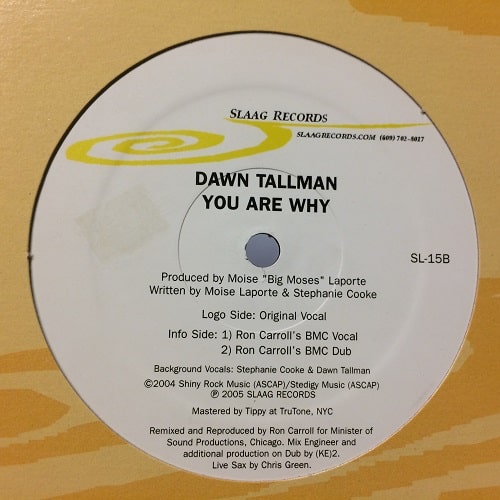 SLAAG RECORDS
SLAAGRECORDS.COM (609) 702-8017
DAWN TALLMAN
YOU ARE WHY
SL-15B
Produced by Moise "Big Moses" Laporte
Written by Moise Laporte & Stephanie Cooke
Logo Side: Original Vocal
Info Side: 1) Ron Carroll's BMC Vocal
2) Ron Carroll's BMC Dub
Background Vocals: Stephanie Cooke & Dawn Tallman
©2004 Shiny Rock Music (ASCAP)/Stedigy Music (ASCAP)
℗ 2005 SLAAG RECORDS
Mastered by Tippy at TruTone, NYC
Remixed and Reproduced by Ron Carroll for Minister of
Sound Productions, Chicago. Mix Engineer and
additional production on Dub by (KE)2.
Live Sax by Chris Green.